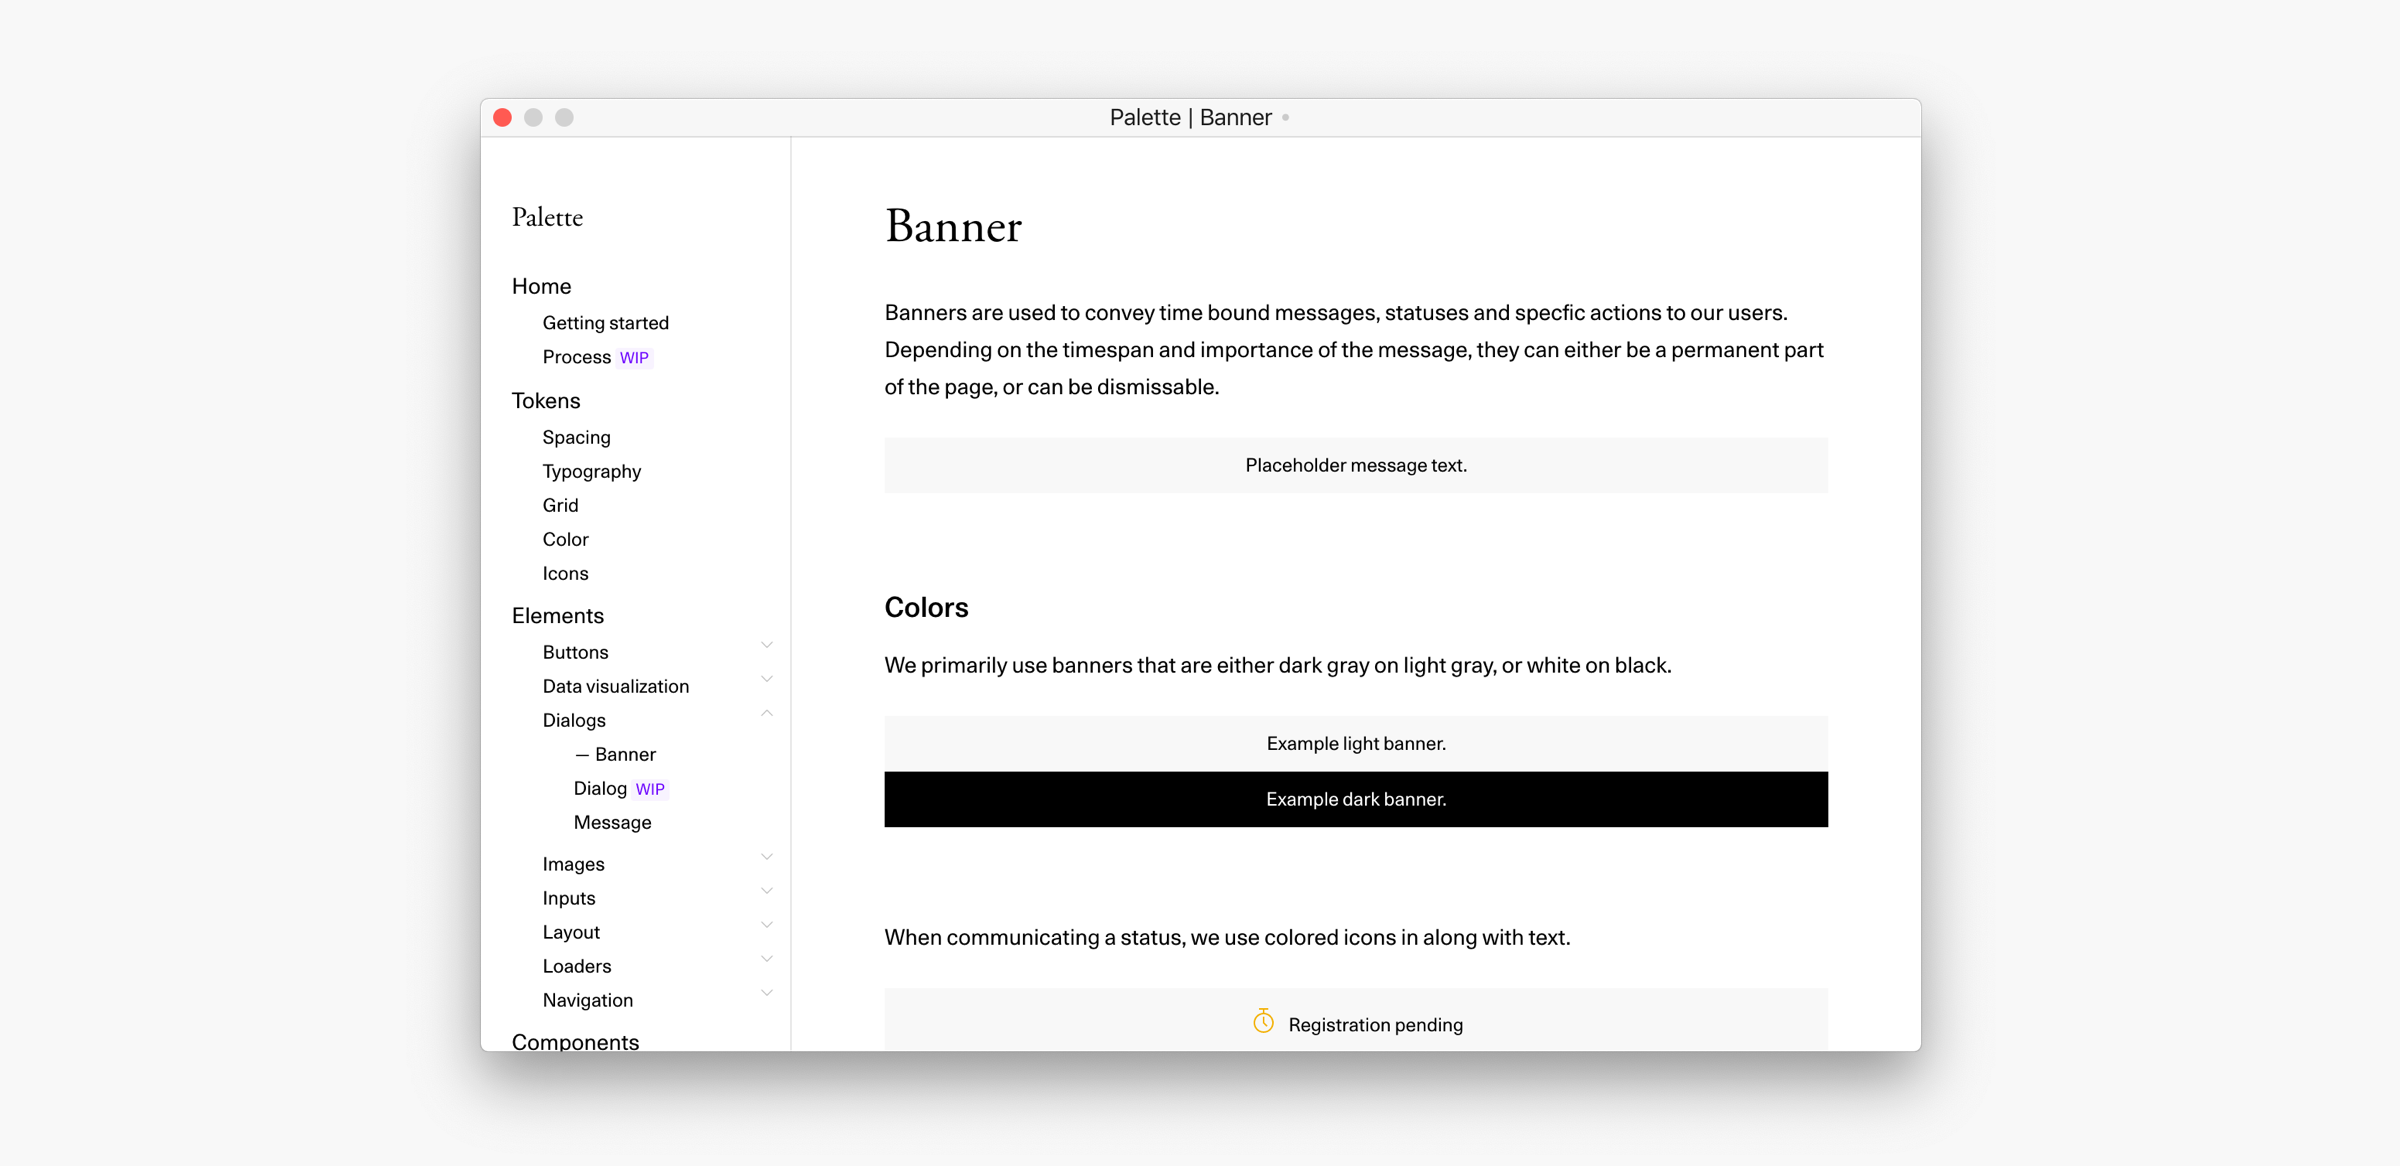 Palette | Banner
Palette
Home
Getting started
Process WIP
Tokens
Spacing
Typography
Grid
Color
Icons
Elements
Buttons
Data visualization
Dialogs
— Banner
Dialog WIP
Message
Images
Inputs
Layout
Loaders
Navigation
Components
Banner
Banners are used to convey time bound messages, statuses and specfic actions to our users.
Depending on the timespan and importance of the message, they can either be a permanent part
of the page, or can be dismissable.
Placeholder message text.
Colors
We primarily use banners that are either dark gray on light gray, or white on black.
Example light banner.
Example dark banner.
When communicating a status, we use colored icons in along with text.
Registration pending